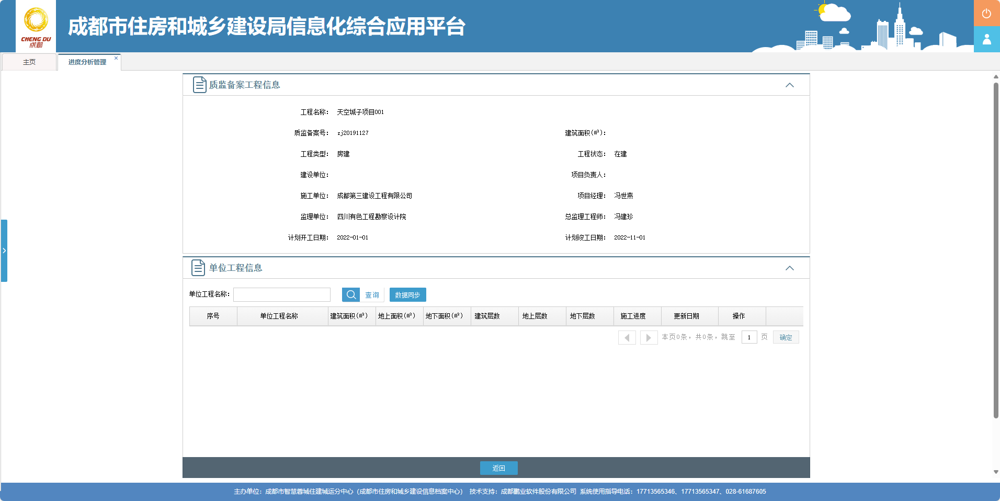 CHENG DU
成都
成都市住房和城乡建设局信息化综合应用平台
主页
进度分析管理
质监备案工程信息
工程名称： 天空城子项目001
质监备案号： zj20191127 建筑面积(㎡)：
工程类型： 房建 工程状态： 在建
建设单位： 项目负责人：
施工单位： 成都第三建设工程有限公司 项目经理： 冯世燕
监理单位： 四川有色工程勘察设计院 总监理工程师： 冯建珍
计划开工日期： 2022-01-01 计划竣工日期： 2022-11-01
单位工程信息
单位工程名称： 查询 数据同步
序号 单位工程名称 建筑面积(㎡) 地上面积(㎡) 地下面积(㎡) 建筑层数 地上层数 地下层数 施工进度 更新日期 操作
本页0条，共0条，跳至 1 页 确定
返回
主办单位：成都市智慧蓉城住建城运分中心（成都市住房和城乡建设信息档案中心） 技术支持：成都鹏业软件股份有限公司 系统使用指导电话：17713565346、17713565347、028-61687605